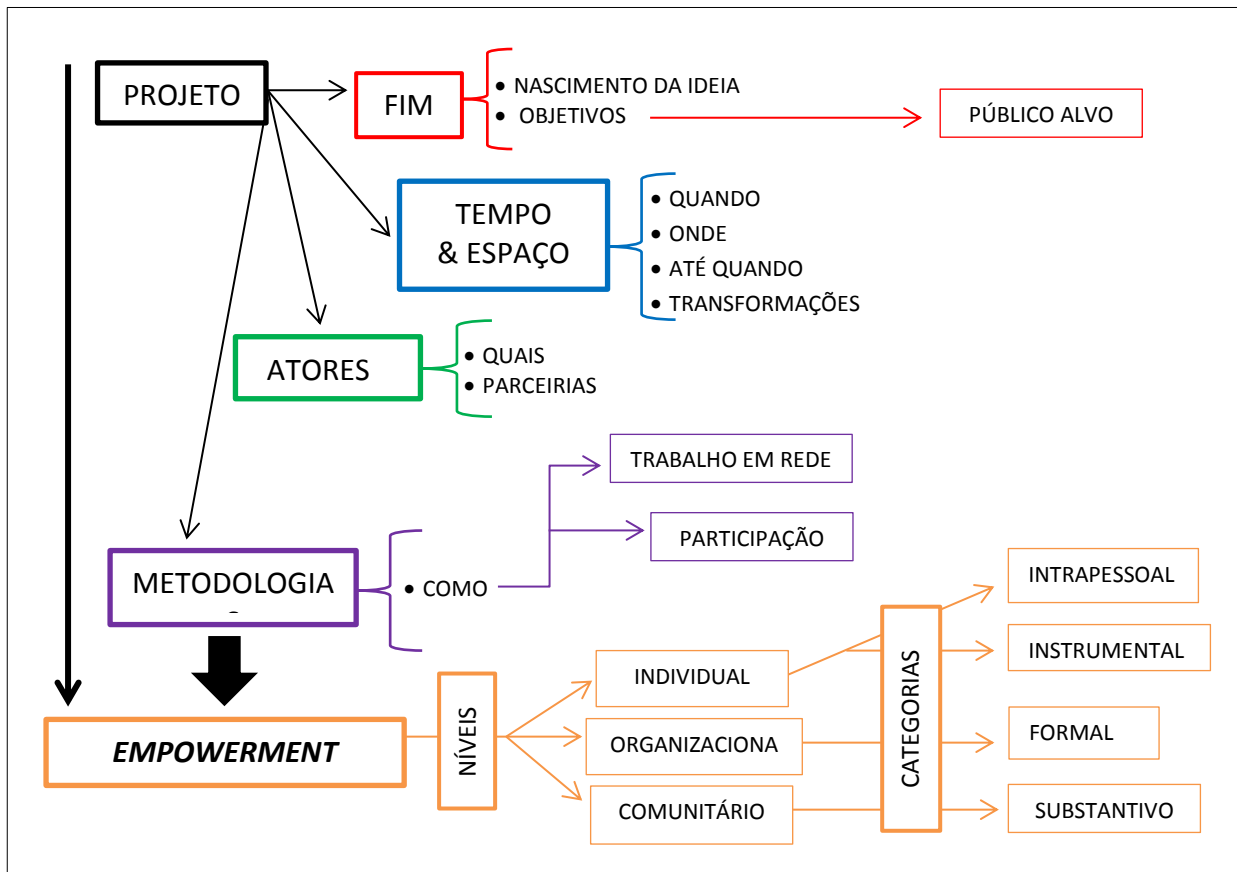 PROJETO
FIM
• NASCIMENTO DA IDEIA
• OBJETIVOS
PÚBLICO ALVO
TEMPO
& ESPAÇO
• QUANDO
• ONDE
• ATÉ QUANDO
• TRANSFORMAÇÕES
ATORES
• QUAIS
• PARCEIRIAS
METODOLOGIA
• COMO
TRABALHO EM REDE
PARTICIPAÇÃO
EMPOWERMENT
NÍVEIS
INDIVIDUAL
ORGANIZACIONA
COMUNITÁRIO
CATEGORIAS
INTRAPESSOAL
INSTRUMENTAL
FORMAL
SUBSTANTIVO